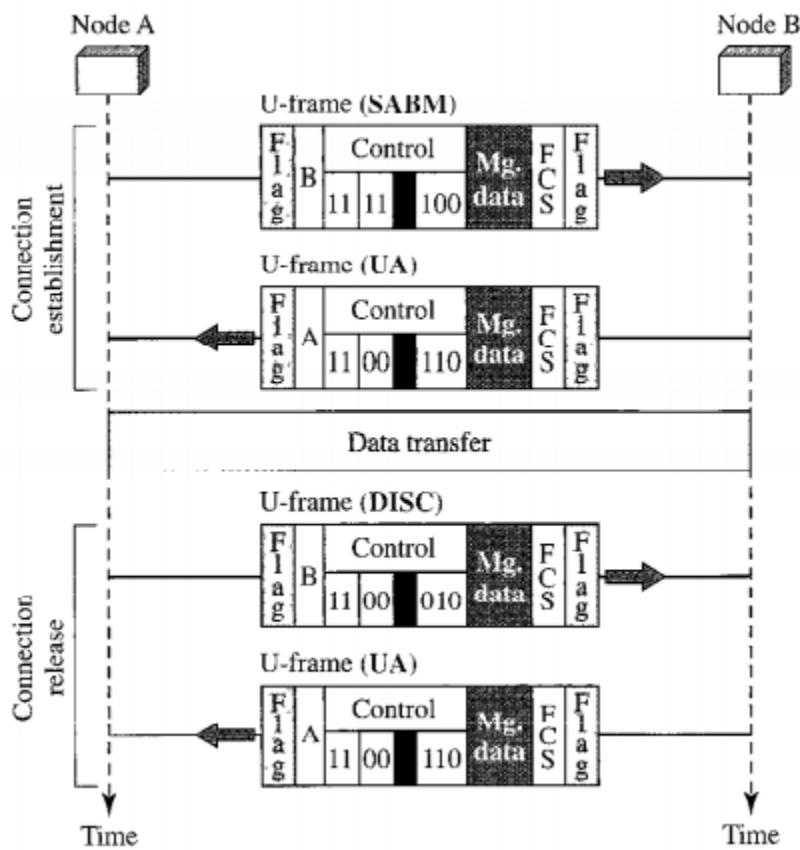 Node A
Node B
U-frame (SABM)
Flag
B
Control
11 11 100
Mg. data
FCS
Flag
U-frame (UA)
Flag
A
Control
11 00 110
Mg. data
FCS
Flag
Connection establishment
Data transfer
U-frame (DISC)
Flag
B
Control
11 00 010
Mg. data
FCS
Flag
U-frame (UA)
Flag
A
Control
11 00 110
Mg. data
FCS
Flag
Connection release
Time
Time